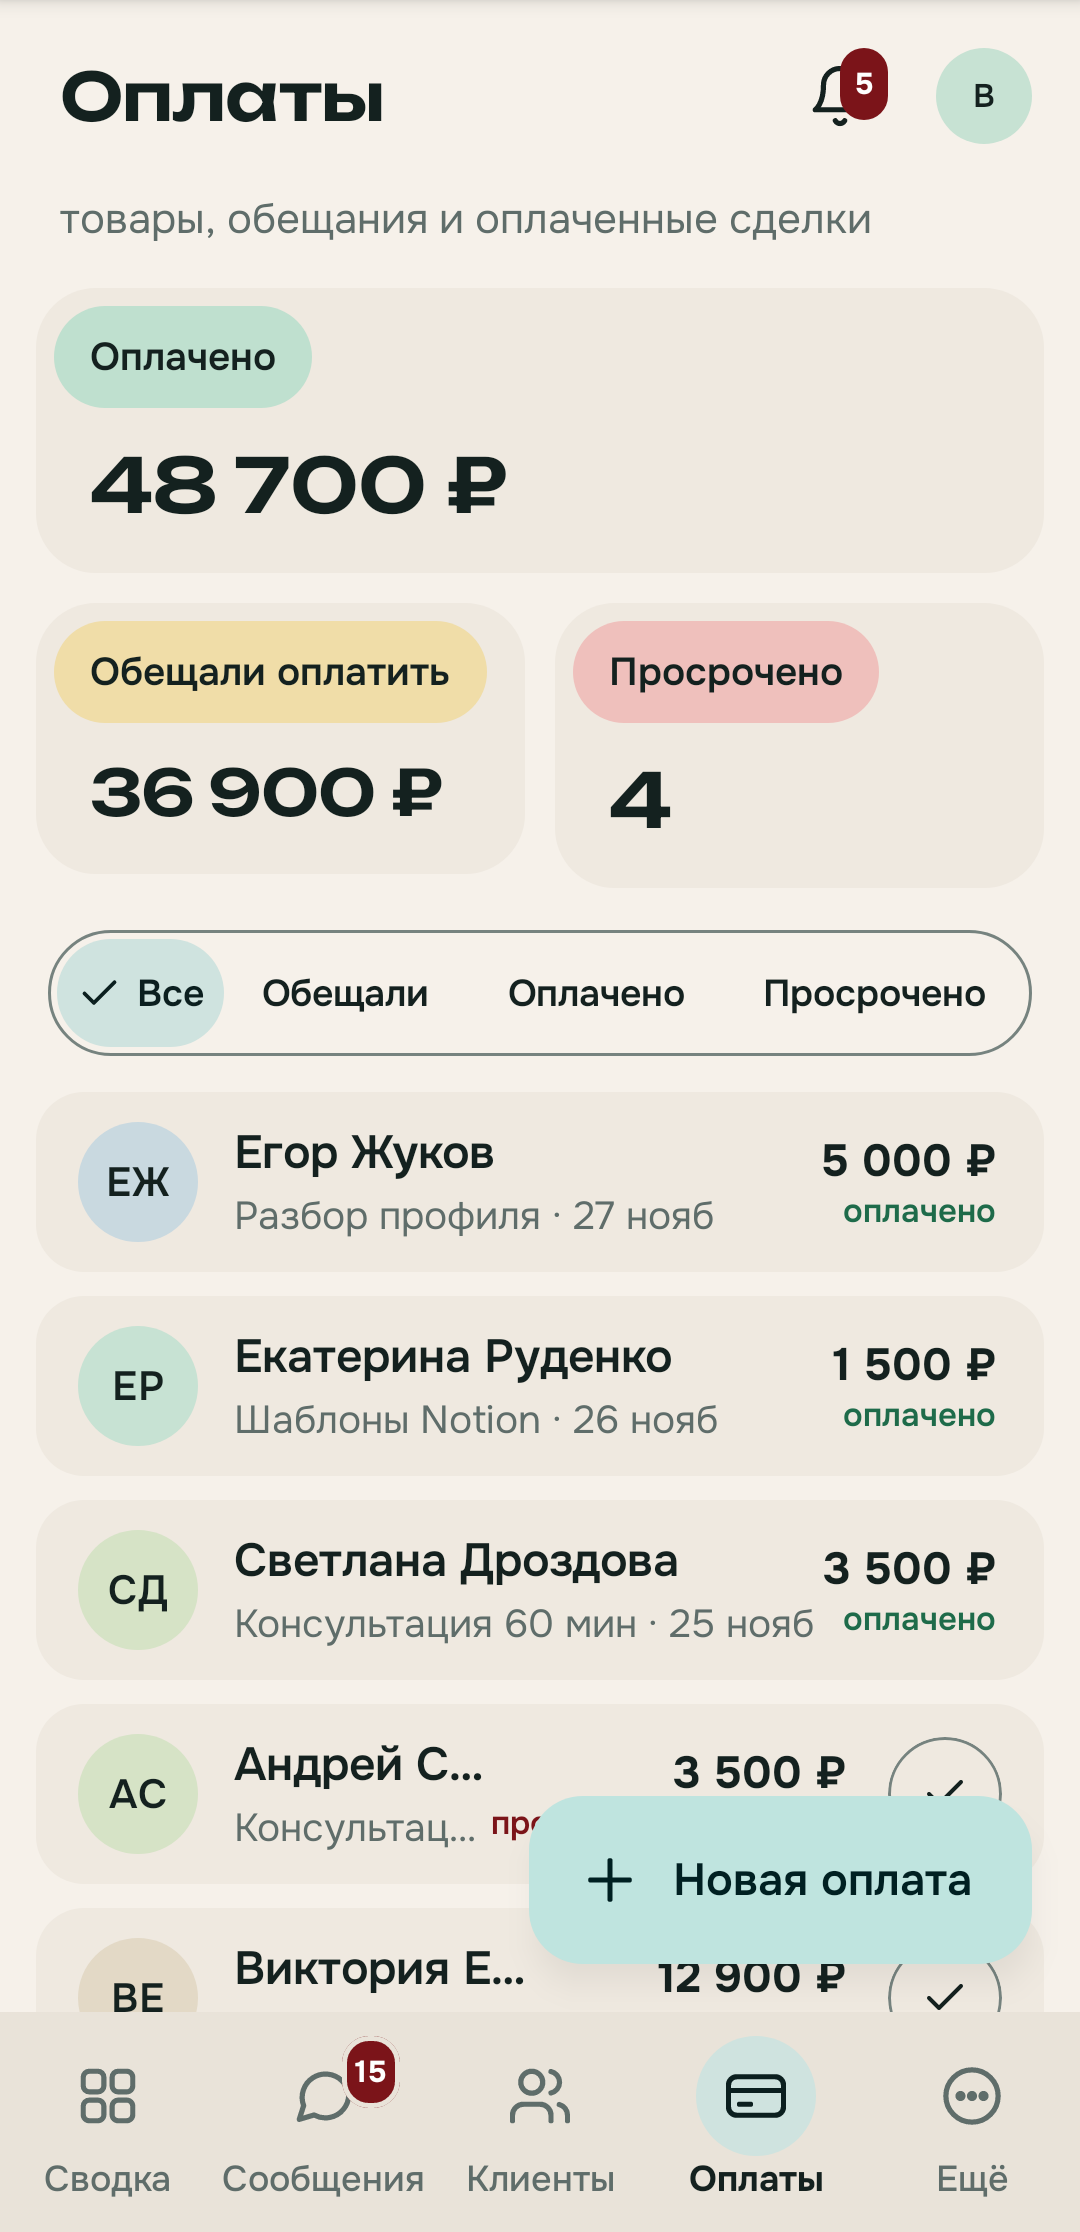 Оплаты
5
В
товары, обещания и оплаченные сделки
Оплачено
48 700 ₽
Обещали оплатить
Просрочено
36 900 ₽
4
Все
Обещали
Оплачено
Просрочено
ЕЖ
Егор Жуков
5 000 ₽
Разбор профиля · 27 нояб
оплачено
ЕР
Екатерина Руденко
1 500 ₽
Шаблоны Notion · 26 нояб
оплачено
СД
Светлана Дроздова
3 500 ₽
Консультация 60 мин · 25 нояб
оплачено
АС
Андрей С...
3 500 ₽
Консультац...
Новая оплата
ВЕ
Виктория Е...
12 900 ₽
15
Сводка
Сообщения
Клиенты
Оплаты
Ещё